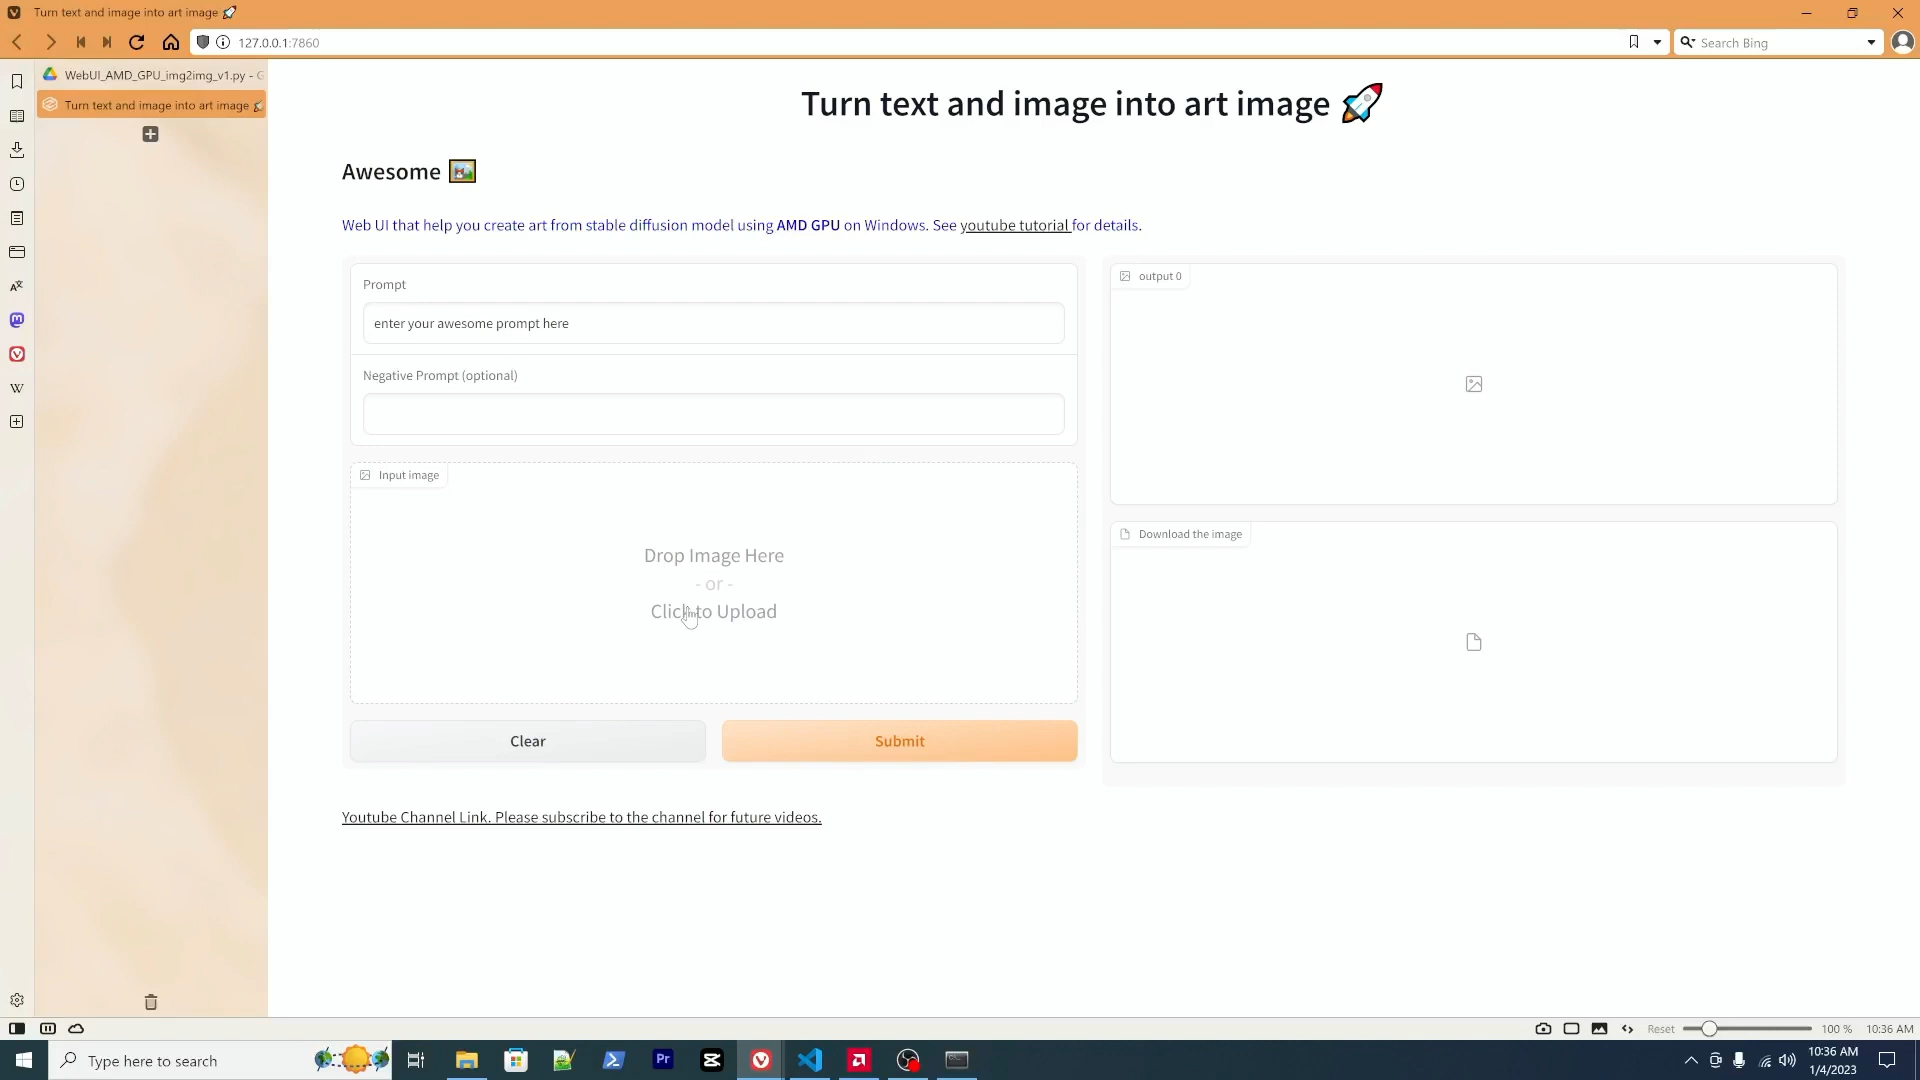 Turn text and image into art image 🚀
127.0.0.1:7860
Search Bing
WebUI_AMD_GPU_img2img_v1.py - G
Turn text and image into art image 🚀
Turn text and image into art image 🚀
Awesome 🖼️
Web UI that help you create art from stable diffusion model using AMD GPU on Windows. See youtube tutorial for details.
Prompt
enter your awesome prompt here
Negative Prompt (optional)
Input image
Drop Image Here
- or -
Click to Upload
Clear
Submit
output 0
Download the image
Youtube Channel Link. Please subscribe to the channel for future videos.
Reset
100 %
10:36 AM
Type here to search
Pr
10:36 AM
1/4/2023